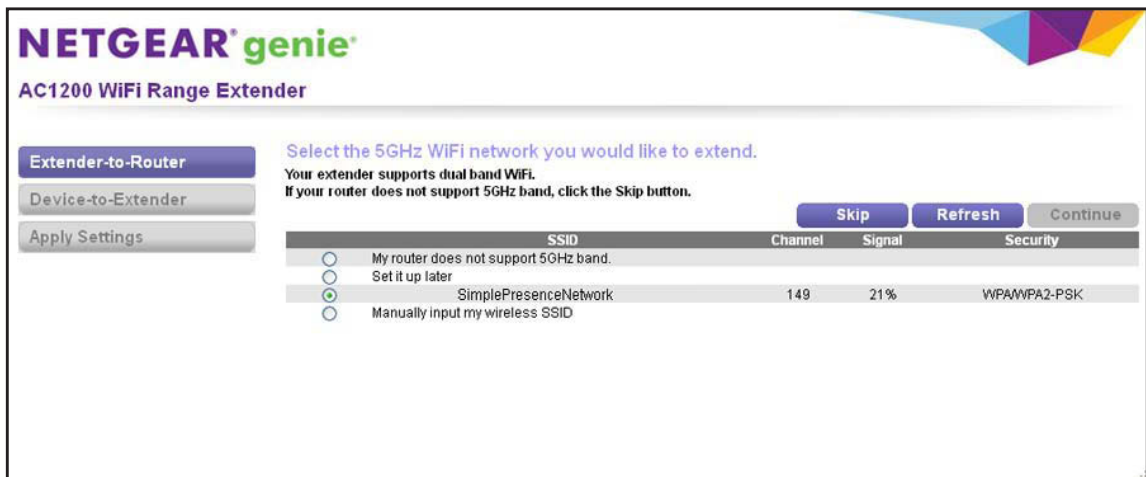 NETGEAR® genie®
AC1200 WiFi Range Extender
Extender-to-Router
Device-to-Extender
Apply Settings
Select the 5GHz WiFi network you would like to extend.
Your extender supports dual band WiFi.
If your router does not support 5GHz band, click the Skip button.
Skip Refresh Continue
SSID Channel Signal Security
My router does not support 5GHz band.
Set it up later
SimplePresenceNetwork 149 21% WPA/WPA2-PSK
Manually input my wireless SSID